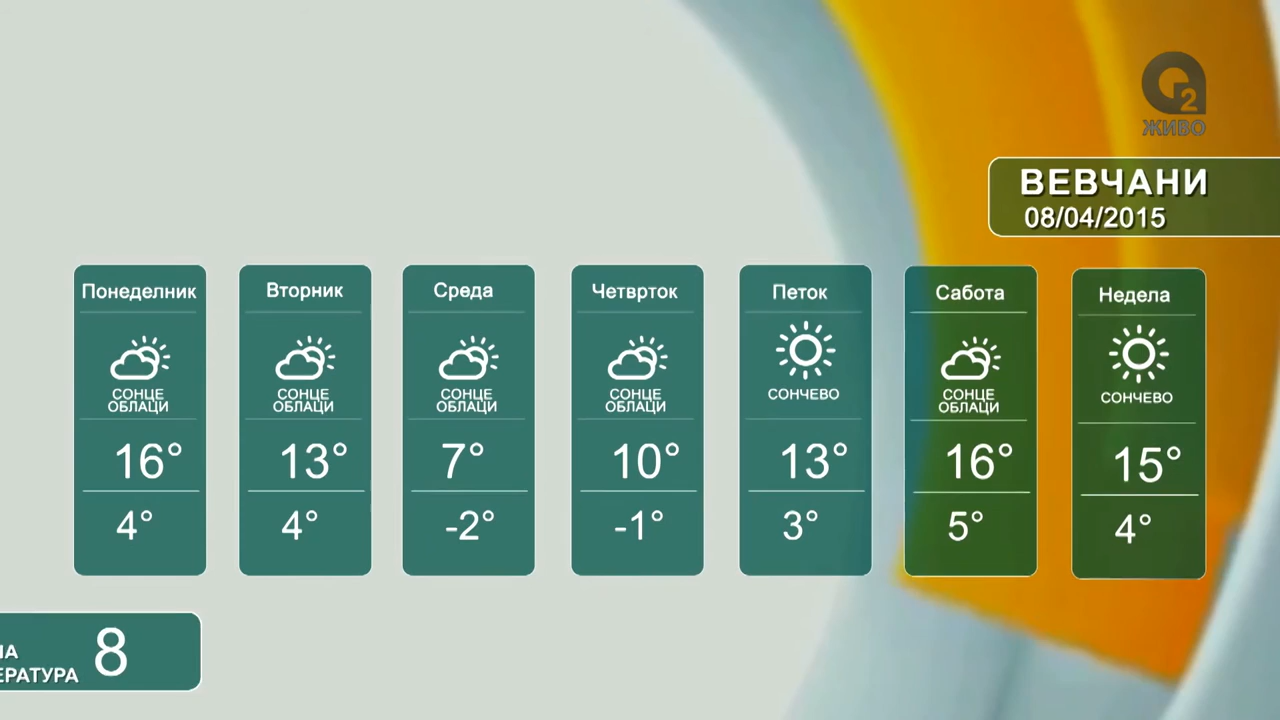 2
ЖИВО
ВЕВЧАНИ
08/04/2015
Понеделник
СОНЦЕ
ОБЛАЦИ
16°
4°
Вторник
СОНЦЕ
ОБЛАЦИ
13°
4°
Среда
СОНЦЕ
ОБЛАЦИ
7°
-2°
Четврток
СОНЦЕ
ОБЛАЦИ
10°
-1°
Петок
СОНЧЕВО
13°
3°
Сабота
СОНЦЕ
ОБЛАЦИ
16°
5°
Недела
СОНЧЕВО
15°
4°
ЕРАТУРА
8